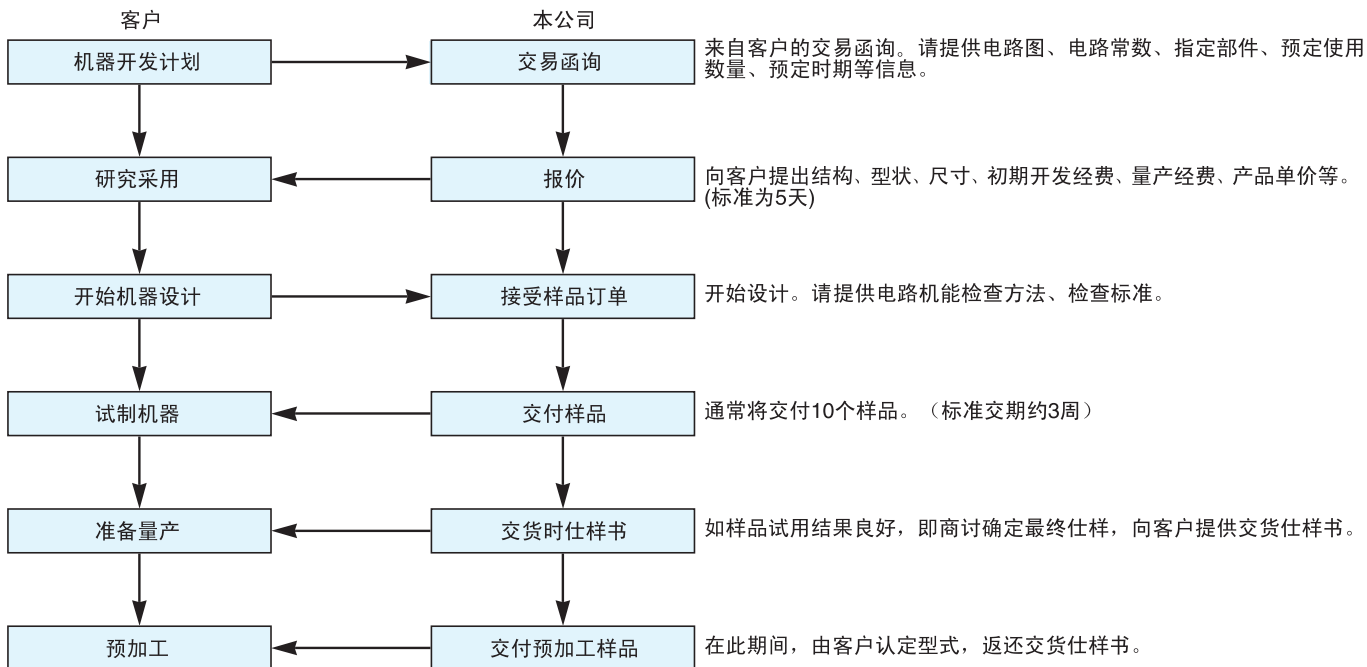 客户
本公司
机器开发计划
交易函询
来自客户的交易函询。请提供电路图、电路常数、指定部件、预定使用
数量、预定时期等信息。
研究采用
报价
向客户提出结构、型状、尺寸、初期开发经费、量产经费、产品单价等。
(标准为5天)
开始机器设计
接受样品订单
开始设计。请提供电路机能检查方法、检查标准。
试制机器
交付样品
通常将交付10个样品。（标准交期约3周）
准备量产
交货时仕样书
如样品试用结果良好，即商讨确定最终仕样，向客户提供交货仕样书。
预加工
交付预加工样品
在此期间，由客户认定型式，返还交货仕样书。